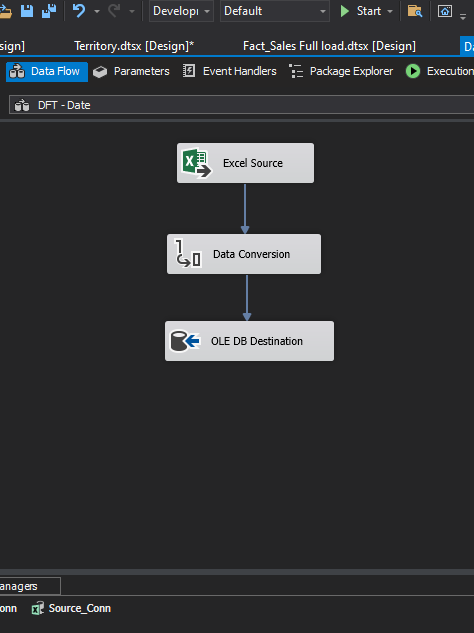 Developi Default Start
sign] Territory.dtsx [Design]* Fact_Sales Full load.dtsx [Design] Da
Data Flow Parameters Event Handlers Package Explorer Execution
DFT - Date
Excel Source
Data Conversion
OLE DB Destination
anagers
onn Source_Conn